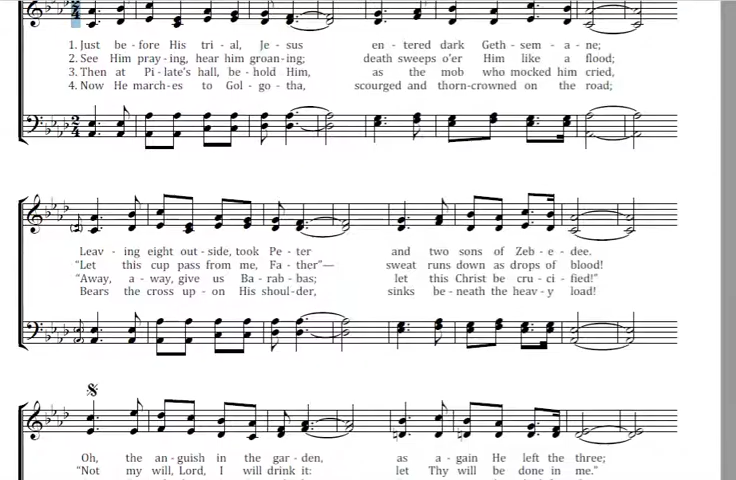 1. Just be - fore His tri - al, Je - sus en - tered dark Geth - sem - a - ne;
2. See Him pray - ing, hear him groan - ing; death sweeps o'er Him like a flood;
3. Then at Pi - late's hall, be - hold Him, as the mob who mocked him cried,
4. Now He march - es to Gol - go - tha, scourged and thorn-crowned on the road;
Leav - ing eight out - side, took Pe - ter and two sons of Zeb - e - dee.
"Let this cup pass from me, Fa - ther"— sweat runs down as drops of blood!
"Away, a - way, give us Ba - rab - bas; let this Christ be cru - ci - fied!"
Bears the cross up - on His shoul - der, sinks be - neath the heav - y load!
Oh, the an - guish in the gar - den, as a - gain He left the three;
"Not my will, Lord, I will drink it: let Thy will be done in me."